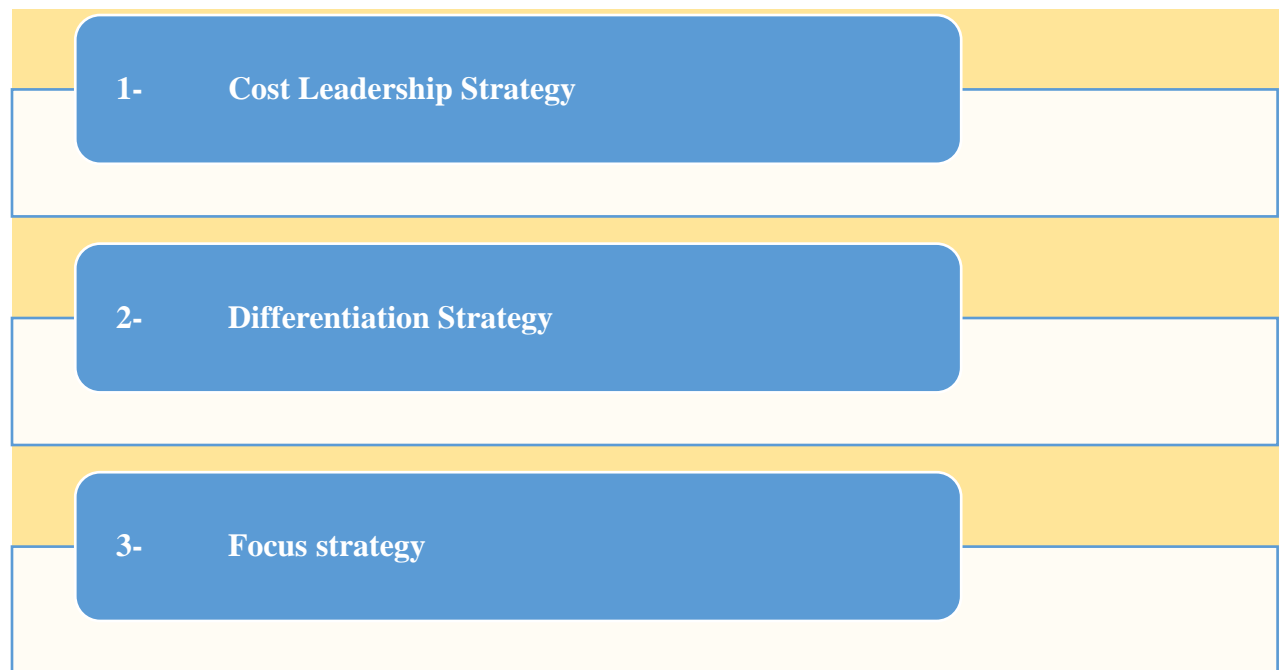 1- Cost Leadership Strategy
2- Differentiation Strategy
3- Focus strategy